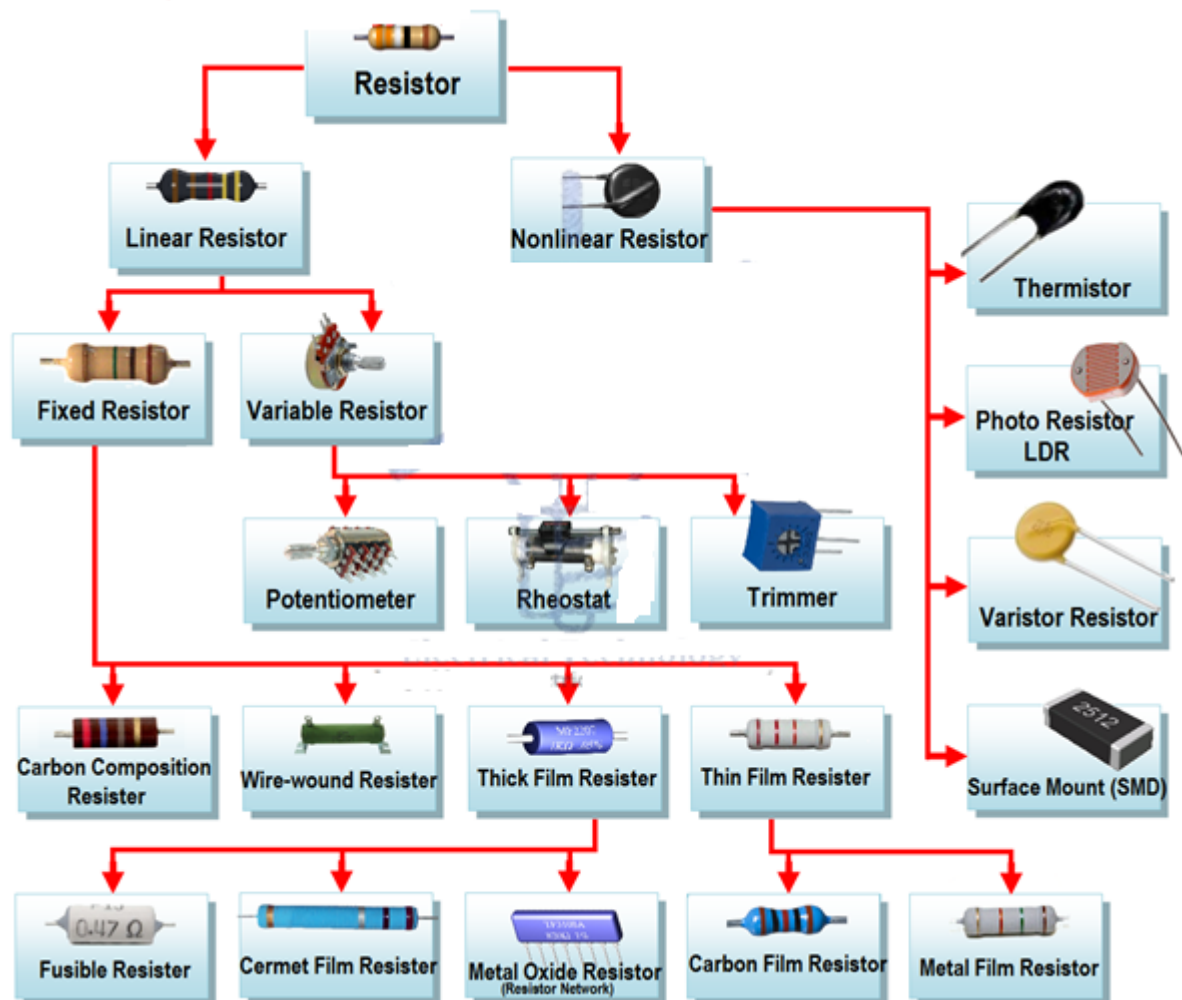 Resistor
Linear Resistor
Nonlinear Resistor
Thermistor
Fixed Resistor
Variable Resistor
Photo Resistor
LDR
Potentiometer
Rheostat
Trimmer
Varistor Resistor
Carbon Composition
Resister
Wire-wound Resister
Thick Film Resister
Thin Film Resister
2512
Surface Mount (SMD)
0.47 Ω
Fusible Resister
Cermet Film Resister
Metal Oxide Resistor
(Resistor Network)
Carbon Film Resistor
Metal Film Resistor